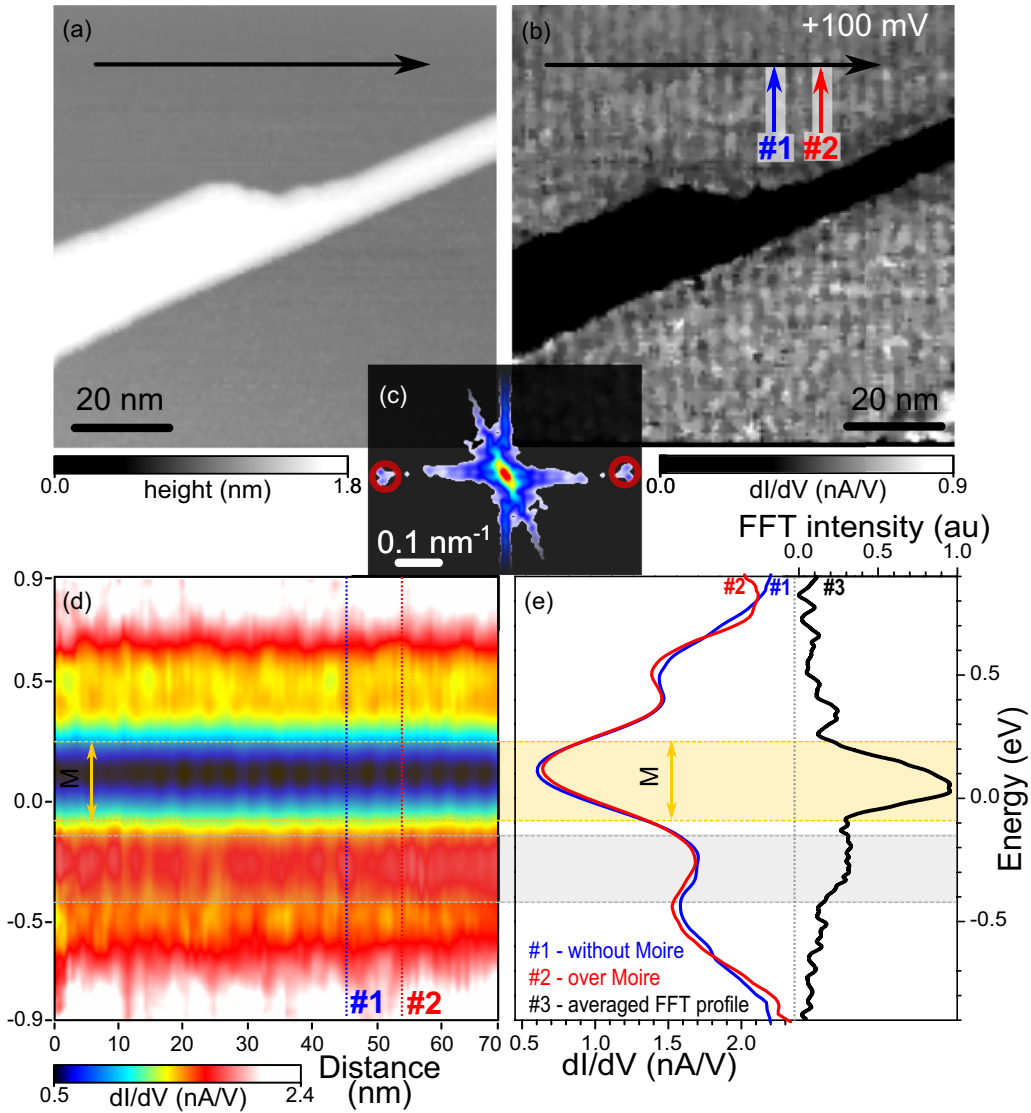 (a)
20 nm
0.0
height (nm)
1.8
(b)
+100 mV
#1
#2
20 nm
0.0
dI/dV (nA/V)
0.9
(c)
0.1 nm⁻¹
(d)
0.9
0.5
0.0
-0.5
-0.9
M
#1
#2
0
10
20
30
40
50
60
70
Distance
(nm)
0.5
dI/dV (nA/V)
2.4
FFT intensity (au)
0.0
0.5
1.0
(e)
#2
#1
#3
M
0.5
0.0
-0.5
Energy (eV)
#1 - without Moire
#2 - over Moire
#3 - averaged FFT profile
0.5
1.0
1.5
2.0
dI/dV (nA/V)